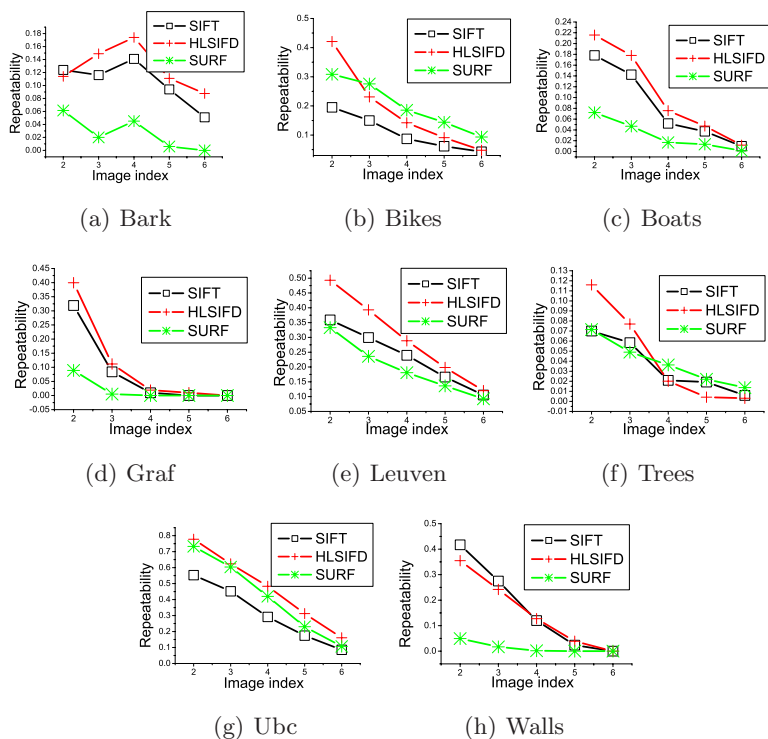 Repeatability
0.18
0.16
0.14
0.12
0.10
0.08
0.06
0.04
0.02
0.00
2 3 4 5 6
Image index
SIFT
HLSIFD
SURF
(a) Bark
Repeatability
0.4
0.3
0.2
0.1
2 3 4 5 6
Image index
SIFT
HLSIFD
SURF
(b) Bikes
Repeatability
0.24
0.22
0.20
0.18
0.16
0.14
0.12
0.10
0.08
0.06
0.04
0.02
0.00
2 3 4 5 6
Image index
SIFT
HLSIFD
SURF
(c) Boats
Repeatability
0.45
0.40
0.35
0.30
0.25
0.20
0.15
0.10
0.05
0.00
-0.05
2 3 4 5 6
Image index
SIFT
HLSIFD
SURF
(d) Graf
Repeatability
0.50
0.45
0.40
0.35
0.30
0.25
0.20
0.15
0.10
0.05
2 3 4 5 6
Image index
SIFT
HLSIFD
SURF
(e) Leuven
Repeatability
0.13
0.12
0.11
0.10
0.09
0.08
0.07
0.06
0.05
0.04
0.03
0.02
0.01
0.00
-0.01
2 3 4 5 6
Image index
SIFT
HLSIFD
SURF
(f) Trees
Repeatability
0.8
0.7
0.6
0.5
0.4
0.3
0.2
0.1
0.0
2 3 4 5 6
Image index
SIFT
HLSIFD
SURF
(g) Ubc
Repeatability
0.5
0.4
0.3
0.2
0.1
0.0
2 3 4 5 6
Image index
SIFT
HLSIFD
SURF
(h) Walls